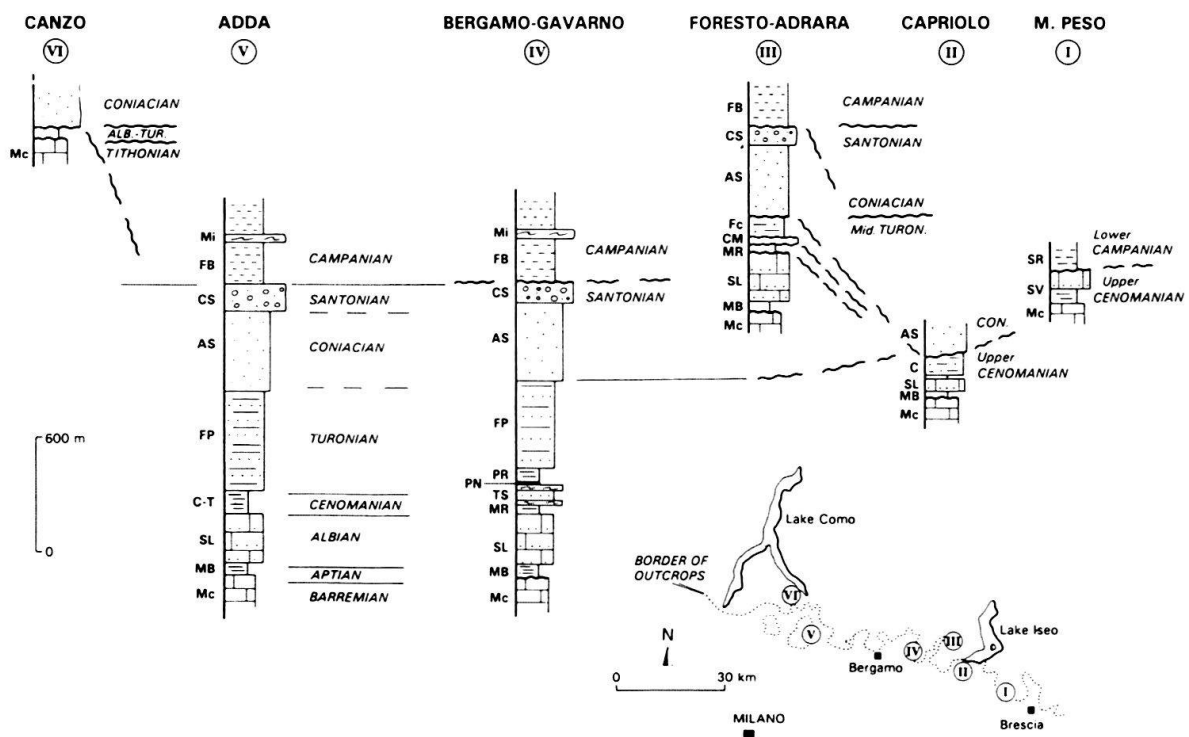 CANZO
VI
ADDA
V
BERGAMO-GAVARNO
IV
FORESTO-ADRARA
III
CAPRIOLO
II
M. PESO
I
CONIACIAN
ALB.-TUR.
TITHONIAN
Mc
Mi
FB
CS
AS
FP
C-T
SL
MB
Mc
CAMPANIAN
SANTONIAN
CONIACIAN
TURONIAN
CENOMANIAN
ALBIAN
APTIAN
BARREMIAN
600 m
0
Mi
FB
CS
AS
FP
PR
PN
TS
MR
SL
MB
Mc
CAMPANIAN
SANTONIAN
FB
CS
AS
Fc
CM
MR
SL
MB
Mc
CAMPANIAN
SANTONIAN
CONIACIAN
Mid. TURON.
AS
C
SL
MB
Mc
CON.
Upper
CENOMANIAN
SR
SV
Mc
Lower
CAMPANIAN
Upper
CENOMANIAN
BORDER OF
OUTCROPS
Lake Como
Lake Iseo
VI
V
IV
III
II
I
Bergamo
Brescia
MILANO
N
0 30 km